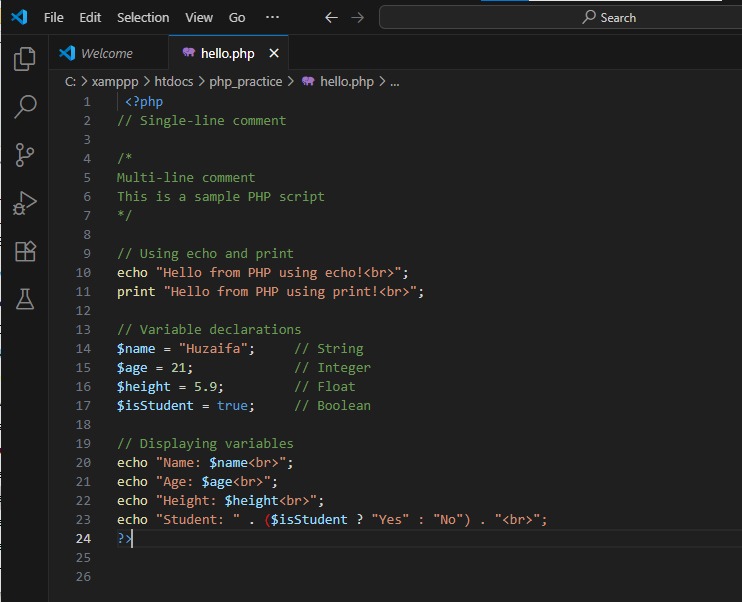 File Edit Selection View Go ··· Search
Welcome hello.php
C: > xamppp > htdocs > php_practice > hello.php > ...
1 <?php
2 // Single-line comment
3
4 /*
5 Multi-line comment
6 This is a sample PHP script
7 */
8
9 // Using echo and print
10 echo "Hello from PHP using echo!<br>";
11 print "Hello from PHP using print!<br>";
12
13 // Variable declarations
14 $name = "Huzaifa"; // String
15 $age = 21; // Integer
16 $height = 5.9; // Float
17 $isStudent = true; // Boolean
18
19 // Displaying variables
20 echo "Name: $name<br>";
21 echo "Age: $age<br>";
22 echo "Height: $height<br>";
23 echo "Student: " . ($isStudent ? "Yes" : "No") . "<br>";
24 ?>
25
26